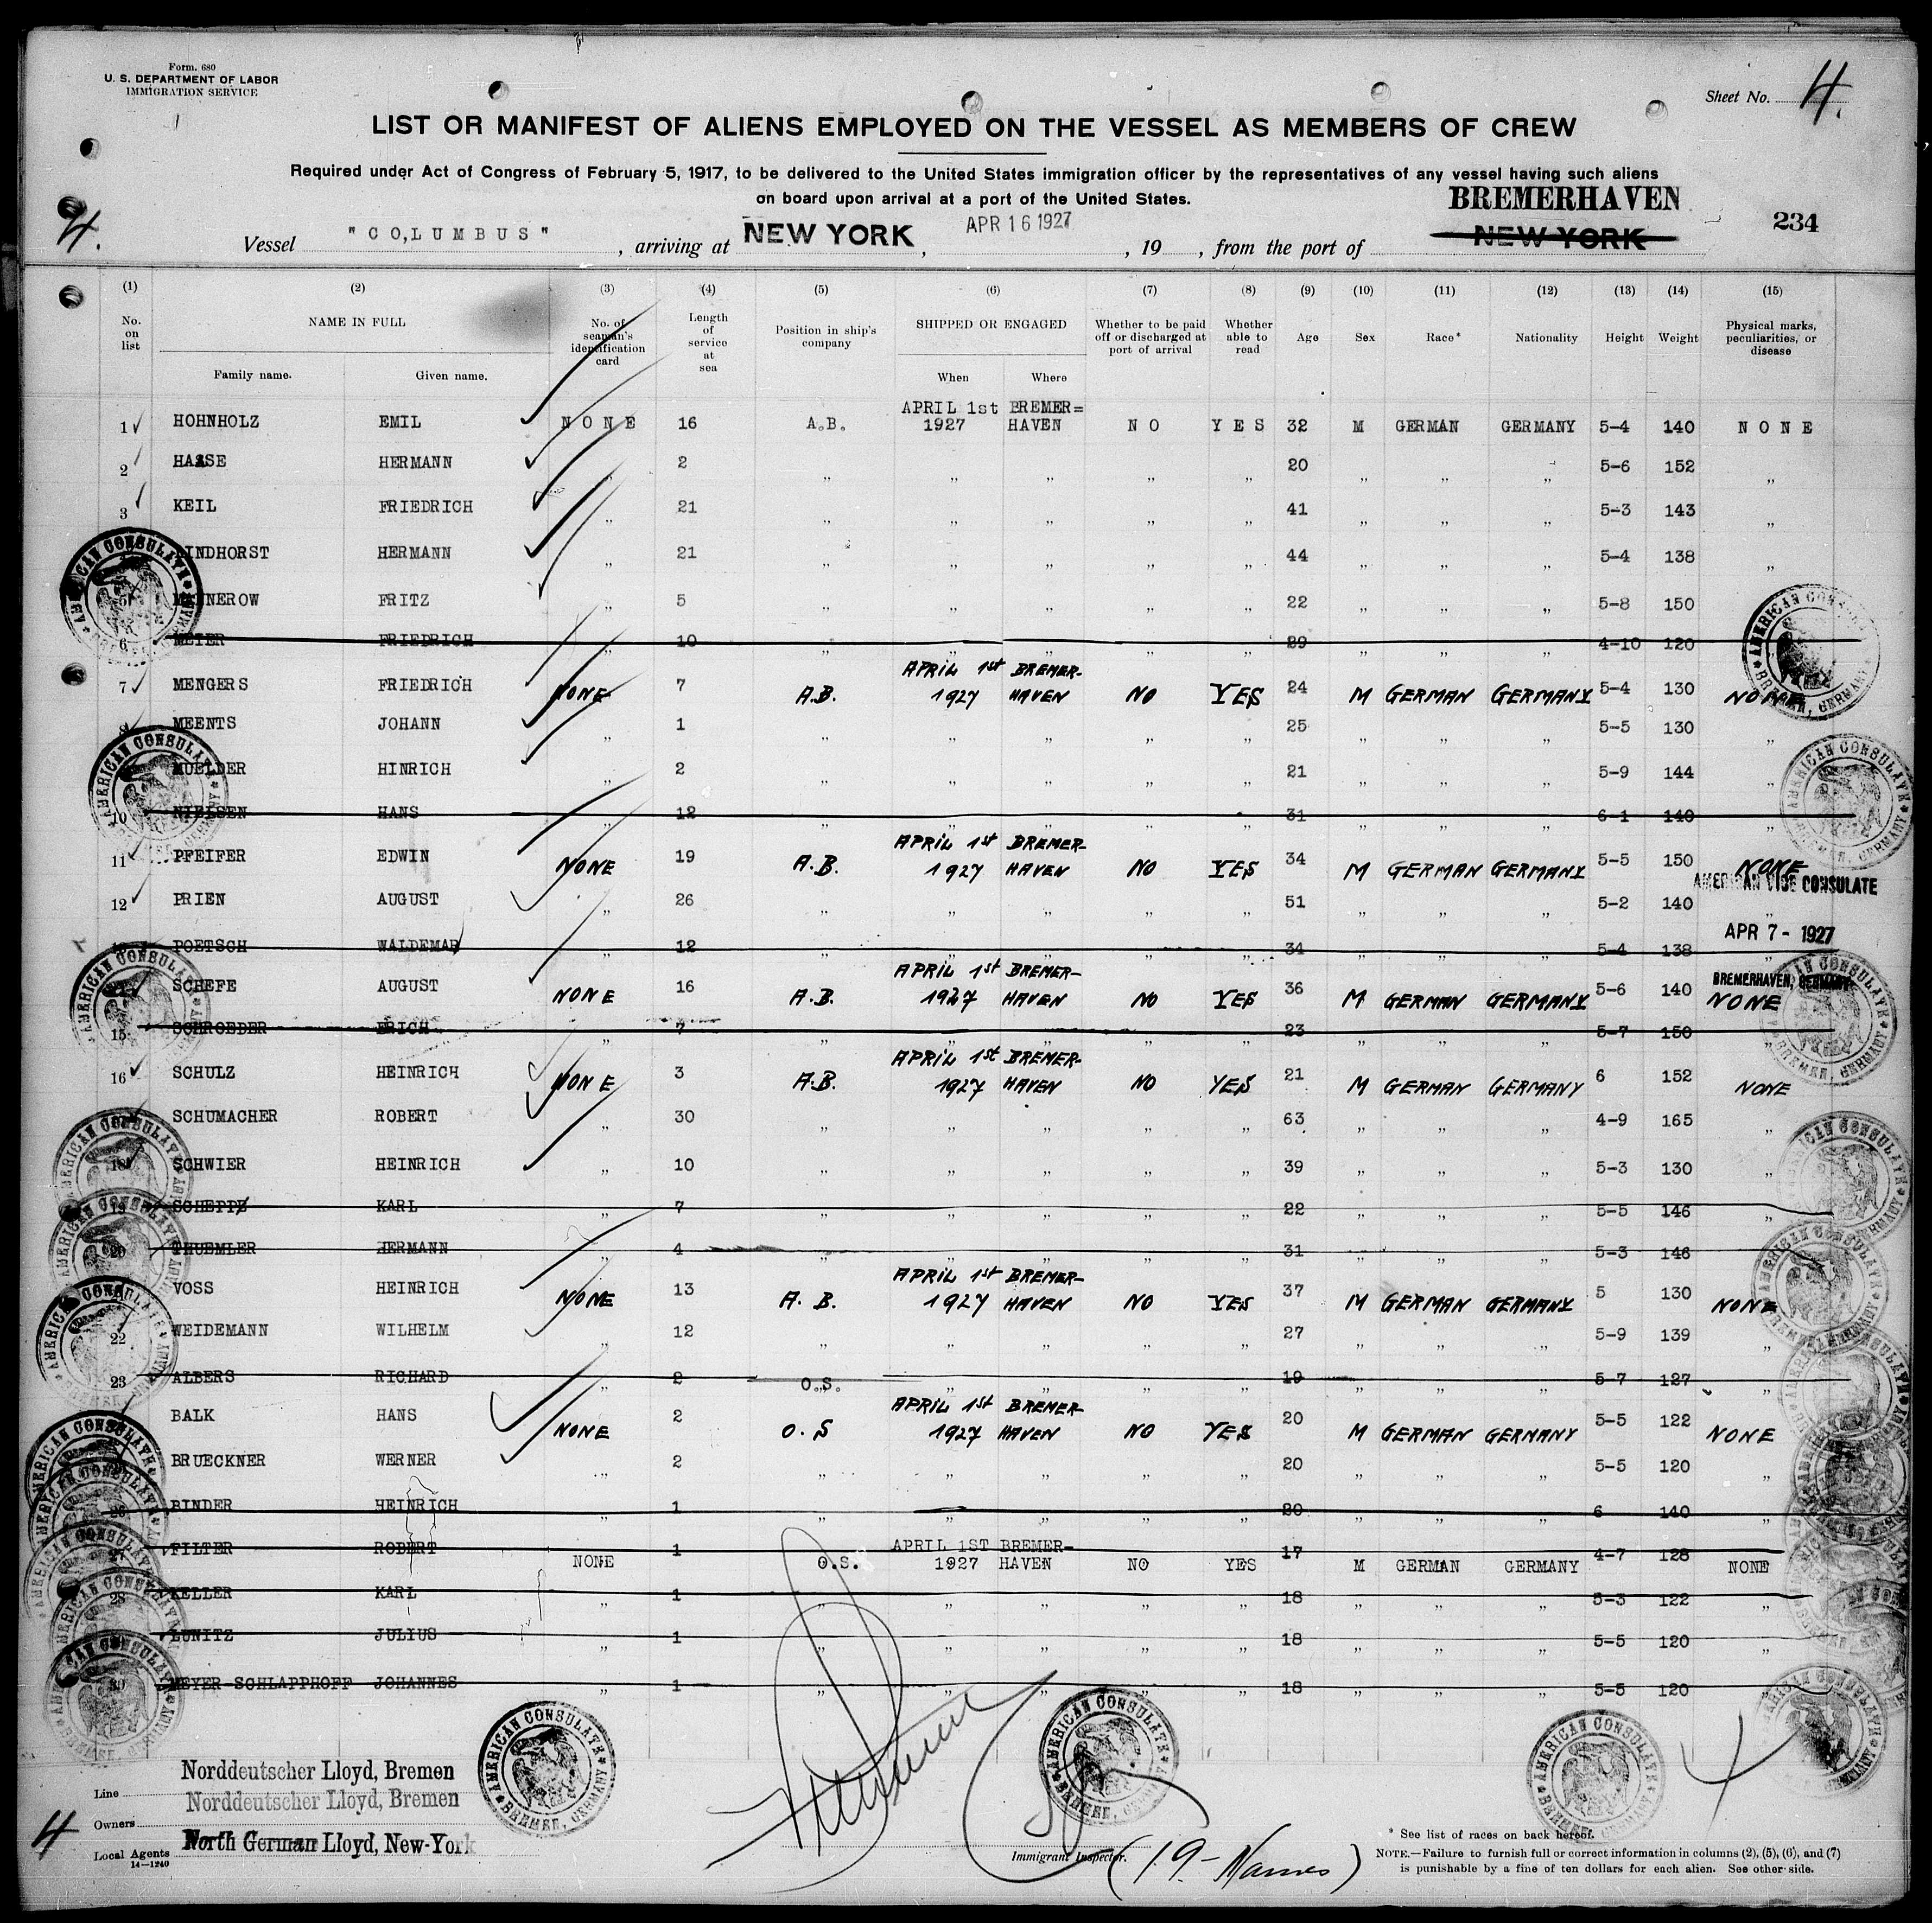 Form. 680
U. S. DEPARTMENT OF LABOR
IMMIGRATION SERVICE
Sheet No. 4.
LIST OR MANIFEST OF ALIENS EMPLOYED ON THE VESSEL AS MEMBERS OF CREW
Required under Act of Congress of February 5, 1917, to be delivered to the United States immigration officer by the representatives of any vessel having such aliens
on board upon arrival at a port of the United States.
BREMERHAVEN
4.
Vessel "COLUMBUS", arriving at NEW YORK, APR 16 1927, 19, from the port of NEW YORK 234
(1) (2) (3) (4) (5) (6) (7) (8) (9) (10) (11) (12) (13) (14) (15)
No. on list NAME IN FULL No. of seaman's identification card Length of service at sea Position in ship's company SHIPPED OR ENGAGED Whether to be paid off or discharged at port of arrival Whether able to read Age Sex Race* Nationality Height Weight Physical marks, peculiarities, or disease
Family name. Given name. When Where
APRIL 1st BREMER=
1 HOHNHOLZ EMIL NONE 16 A.B. 1927 HAVEN NO YES 32 M GERMAN GERMANY 5-4 140 NONE
2 HAASE HERMANN 2 " " " " " 20 " " " 5-6 152 "
3 KEIL FRIEDRICH " 21 " " " " " 41 " " " 5-3 143 "
LINDHORST HERMANN " 21 " " " " " 44 " " " 5-4 138 "
5 MANNEROW FRITZ 5 " " " " " 22 " " " 5-8 150
6 MEIER FRIEDRICH " 10 " " " " " 29 " " " 4-10 120
APRIL 1st BREMER-
7 MENGERS FRIEDRICH NONE 7 A.B. 1927 HAVEN NO YES 24 M GERMAN GERMANY 5-4 130 NONE
8 MEENTS JOHANN " 1 " " " " " 25 " " " 5-5 130 "
MUELDER HINRICH " 2 " " " " " 21 " " " 5-9 144 "
10 NIELSEN HANS " 12 " " " " " 31 " " " 6-1 140 "
APRIL 1st BREMER-
11 PFEIFER EDWIN NONE 19 A.B. 1927 HAVEN NO YES 34 M GERMAN GERMANY 5-5 150 NONE
AMERICAN VICE CONSULATE
12 PRIEN AUGUST " 26 " " " " " 51 " " " 5-2 140 "
APR 7 - 1927
POETSCH WALDEMAR " 12 " " " " " 34 " " " 5-4 138 "
APRIL 1st BREMER-
BREMERHAVEN, GERMANY
SCHEFE AUGUST NONE 16 A.B. 1927 HAVEN NO YES 36 M GERMAN GERMANY 5-6 140 NONE
15 SCHROEDER ERICH " 7 " " " " " 23 " " " 5-7 150
APRIL 1st BREMER-
16 SCHULZ HEINRICH NONE 3 A.B. 1927 HAVEN NO YES 21 M GERMAN GERMANY 6 152 NONE
SCHUMACHER ROBERT " 30 " " " " " 63 " " " 4-9 165 "
18 SCHWIER HEINRICH " 10 " " " " " 39 " " " 5-3 130 "
19 SCHEPPE KARL " 7 " " " " " 22 " " " 5-5 146 "
20 THUEMLER HERMANN " 4 " " " " " 31 " " " 5-3 146 "
APRIL 1st BREMER-
VOSS HEINRICH NONE 13 A. B. 1927 HAVEN NO YES 37 M GERMAN GERMANY 5 130 NONE
22 WEIDEMANN WILHELM " 12 " " " " " 27 " " " 5-9 139 "
23 ALBERS RICHARD " 2 O.S. " " " " 19 " " " 5-7 127 "
APRIL 1st BREMER-
BALK HANS NONE 2 O.S 1927 HAVEN NO YES 20 M GERMAN GERMANY 5-5 122 NONE
BRUECKNER WERNER " 2 " " " " " 20 " " " 5-5 120 "
26 BINDER HEINRICH " 1 " " " " " 20 " " " 6 140 "
APRIL 1ST BREMER-
27 FILTER ROBERT NONE 1 O.S. 1927 HAVEN NO YES 17 M GERMAN GERMANY 4-7 128 NONE
28 KELLER KARL " 1 " " " " " 18 " " " 5-3 122 "
LUNITZ JULIUS " 1 " " " " " 18 " " " 5-5 120 "
30 MEYER-SCHLAPPHOFF JOHANNES " 1 " " " " " 18 " " " 5-5 120
AMERICAN CONSULATE
BREMEN, GERMANY
Line Norddeutscher Lloyd, Bremen
Owners Norddeutscher Lloyd, Bremen
4 Local Agents North German Lloyd, New-York
14—1240
Immigrant Inspector. (19 - Names)
* See list of races on back hereof.
NOTE.—Failure to furnish full or correct information in columns (2), (5), (6), and (7)
is punishable by a fine of ten dollars for each alien. See other side.